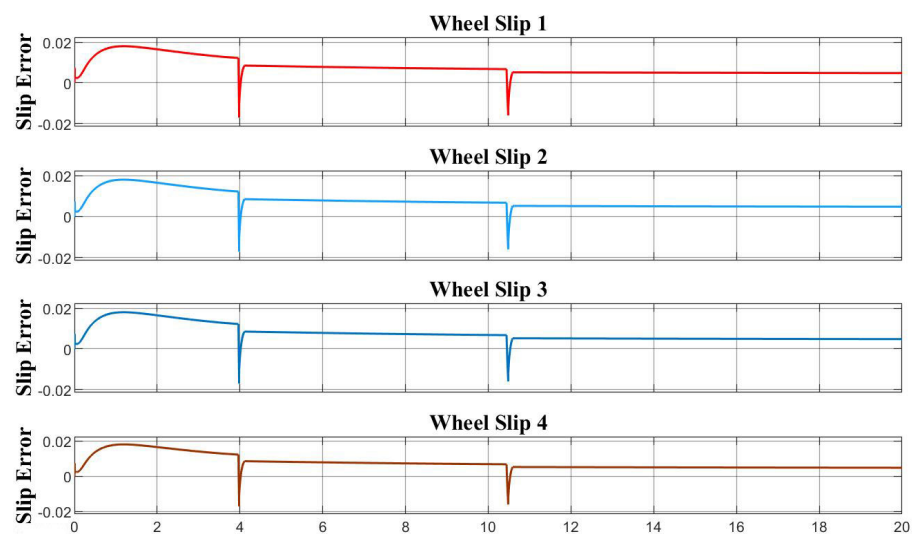 Wheel Slip 1
Slip Error
0.02
0
-0.02
Wheel Slip 2
Slip Error
0.02
0
-0.02
Wheel Slip 3
Slip Error
0.02
0
-0.02
Wheel Slip 4
Slip Error
0.02
0
-0.02
0 2 4 6 8 10 12 14 16 18 20